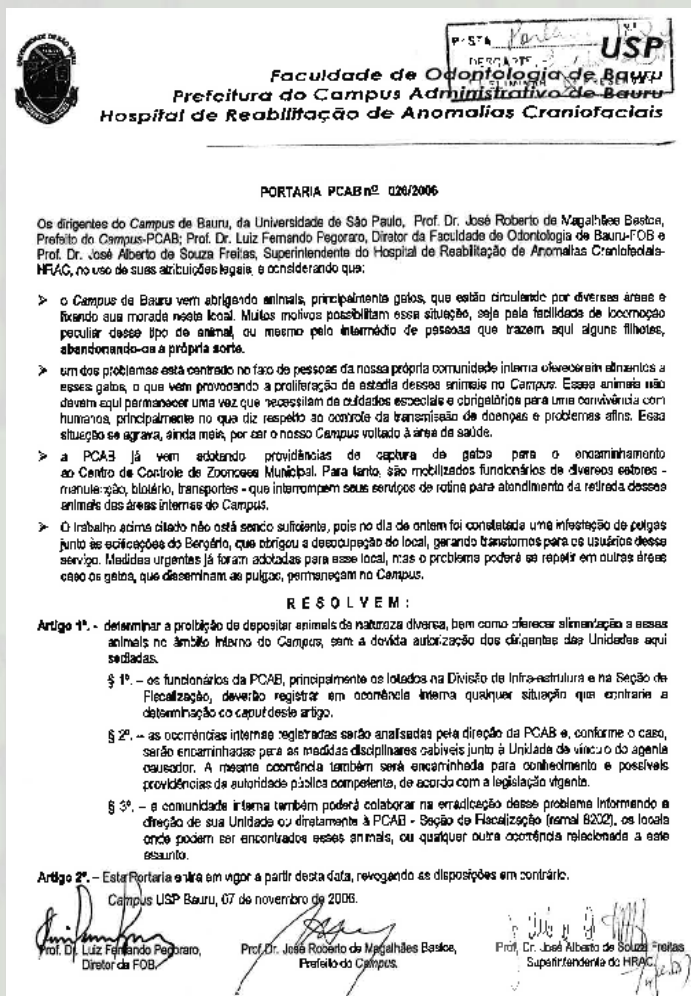 USP
Faculdade de Odontologia de Bauru
Prefeitura do Campus Administrativo de Bauru
Hospital de Reabilitação de Anomalias Craniofaciais
PORTARIA PCAB nº 026/2006
Os dirigentes do Campus de Bauru, da Universidade de São Paulo, Prof. Dr. José Roberto de Magalhães Bastos,
Prefeito do Campus-PCAB; Prof. Dr. Luiz Fernando Pegoraro, Diretor da Faculdade de Odontologia de Bauru-FOB e
Prof. Dr. José Alberto de Souza Freitas, Superintendente do Hospital de Reabilitação de Anomalias Craniofaciais-
HRAC, no uso de suas atribuições legais, e considerando que:
➢ o Campus de Bauru vem abrigando animais, principalmente gatos, que estão circulando por diversas áreas e
fixando sua morada neste local. Muitos motivos possibilitam essa situação, seja pela facilidade de locomoção
peculiar desse tipo de animal, ou mesmo pelo intermédio de pessoas que trazem aqui alguns filhotes,
abandonando-os à própria sorte.
➢ um dos problemas está centrado no fato de pessoas da nossa própria comunidade interna oferecerem alimentos a
esses gatos, o que vem provocando a proliferação da estadia desses animais no Campus. Esses animais não
devem aqui permanecer uma vez que necessitam de cuidados especiais e obrigatórios para uma convivência com
humanos, principalmente no que diz respeito ao controle da transmissão de doenças e problemas afins. Essa
situação se agrava, ainda mais, por ser o nosso Campus voltado à área da saúde.
➢ a PCAB já vem adotando providências de captura de gatos para o encaminhamento
ao Centro de Controle de Zoonoses Municipal. Para tanto, são mobilizados funcionários de diversos setores -
manutenção, biotério, transportes - que interrompem seus serviços de rotina para atendimento da retirada desses
animais das áreas internas do Campus.
➢ O trabalho acima citado não está sendo suficiente, pois no dia de ontem foi constatada uma infestação de pulgas
junto às edificações do Berçário, que obrigou a desocupação do local, gerando transtornos para os usuários desse
serviço. Medidas urgentes já foram adotadas para esse local, mas o problema poderá se repetir em outras áreas
caso os gatos, que disseminam as pulgas, permaneçam no Campus.
RESOLVEM:
Artigo 1º. - determinar a proibição de depositar animais de natureza diversa, bem como oferecer alimentação a esses
animais no âmbito interno do Campus, sem a devida autorização dos dirigentes das Unidades aqui
sediadas.
§ 1º. – os funcionários da PCAB, principalmente os lotados na Divisão de Infra-estrutura e na Seção de
Fiscalização, deverão registrar em ocorrência interna qualquer situação que contrarie a
determinação do caput deste artigo.
§ 2º. – as ocorrências internas registradas serão analisadas pela direção da PCAB e, conforme o caso,
serão encaminhadas para as medidas disciplinares cabíveis junto à Unidade de vínculo do agente
causador. A mesma ocorrência também será encaminhada para conhecimento e possíveis
providências da autoridade pública competente, de acordo com a legislação vigente.
§ 3º. – a comunidade interna também poderá colaborar na erradicação desse problema informando a
direção de sua Unidade ou diretamente à PCAB - Seção de Fiscalização (ramal 8202), os locais
onde podem ser encontrados esses animais, ou qualquer outra ocorrência relacionada a este
assunto.
Artigo 2º. – Esta Portaria entra em vigor a partir desta data, revogando as disposições em contrário.
Campus USP Bauru, 07 de novembro de 2006.
Prof. Dr. Luiz Fernando Pegoraro, Prof. Dr. José Roberto de Magalhães Bastos, Prof. Dr. José Alberto de Souza Freitas
Diretor da FOB. Prefeito do Campus. Superintendente do HRAC